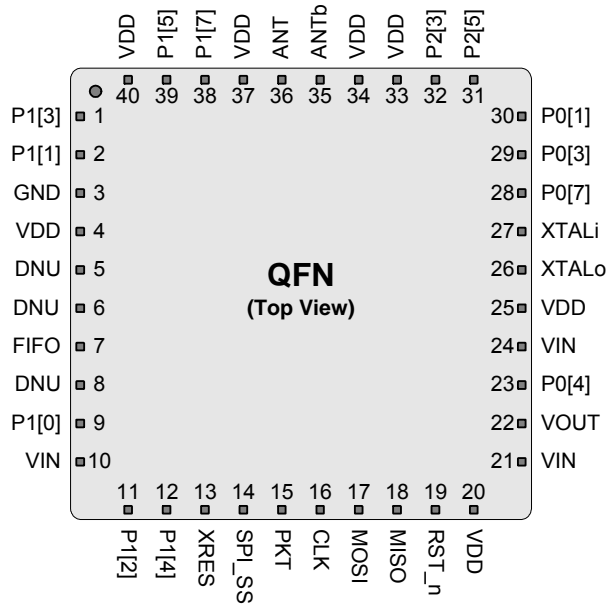 VDD P1[5] P1[7] VDD ANT ANTb VDD VDD P2[3] P2[5]
40 39 38 37 36 35 34 33 32 31
P1[3] 1 30 P0[1]
P1[1] 2 29 P0[3]
GND 3 28 P0[7]
VDD 4 27 XTALi
DNU 5 26 XTALo
QFN
DNU 6 25 VDD
(Top View)
FIFO 7 24 VIN
DNU 8 23 P0[4]
P1[0] 9 22 VOUT
VIN 10 21 VIN
11 12 13 14 15 16 17 18 19 20
P1[2] P1[4] XRES SPI_SS PKT CLK MOSI MISO RST_n VDD